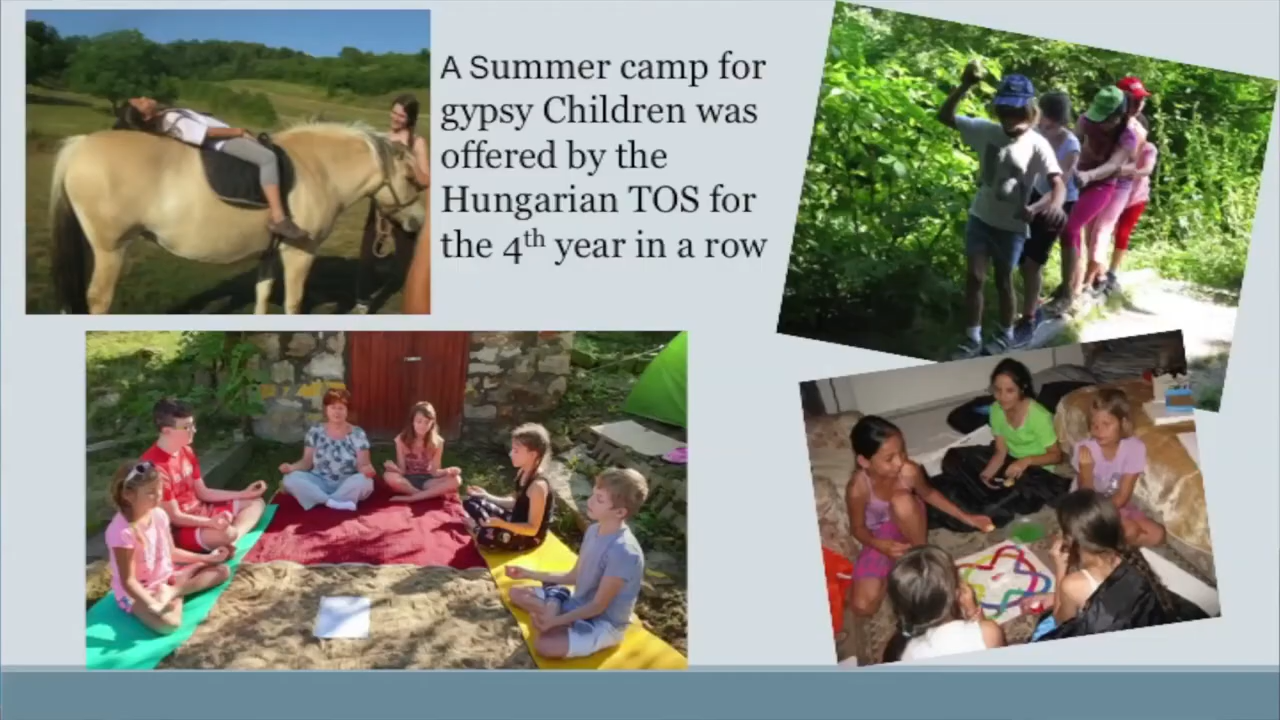 A Summer camp for
gypsy Children was
offered by the
Hungarian TOS for
the 4th year in a row